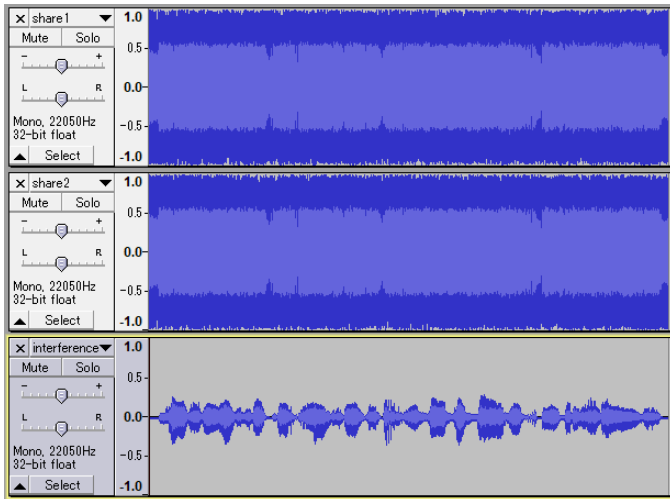 × share1 ▼
Mute Solo
- +
L R
Mono, 22050Hz
32-bit float
▲ Select
1.0
0.5-
0.0-
-0.5-
-1.0
× share2 ▼
Mute Solo
- +
L R
Mono, 22050Hz
32-bit float
▲ Select
1.0
0.5-
0.0-
-0.5-
-1.0
× interference▼
Mute Solo
- +
L R
Mono, 22050Hz
32-bit float
▲ Select
1.0
0.5-
0.0-
-0.5-
-1.0